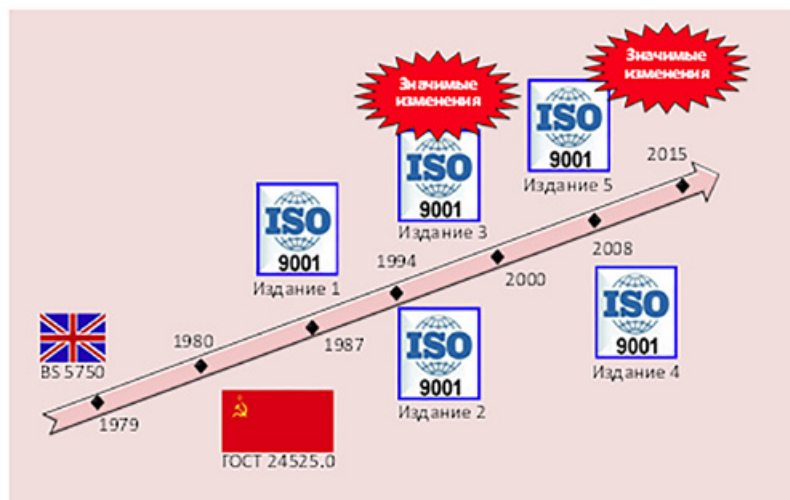 Значимые
изменения
Значимые
изменения
ISO
9001
Издание 5
2015
ISO
9001
Издание 3
ISO
9001
Издание 1
1994
2000
2008
BS 5750
1980
1987
ISO
9001
Издание 2
ISO
9001
Издание 4
1979
ГОСТ 24525.0